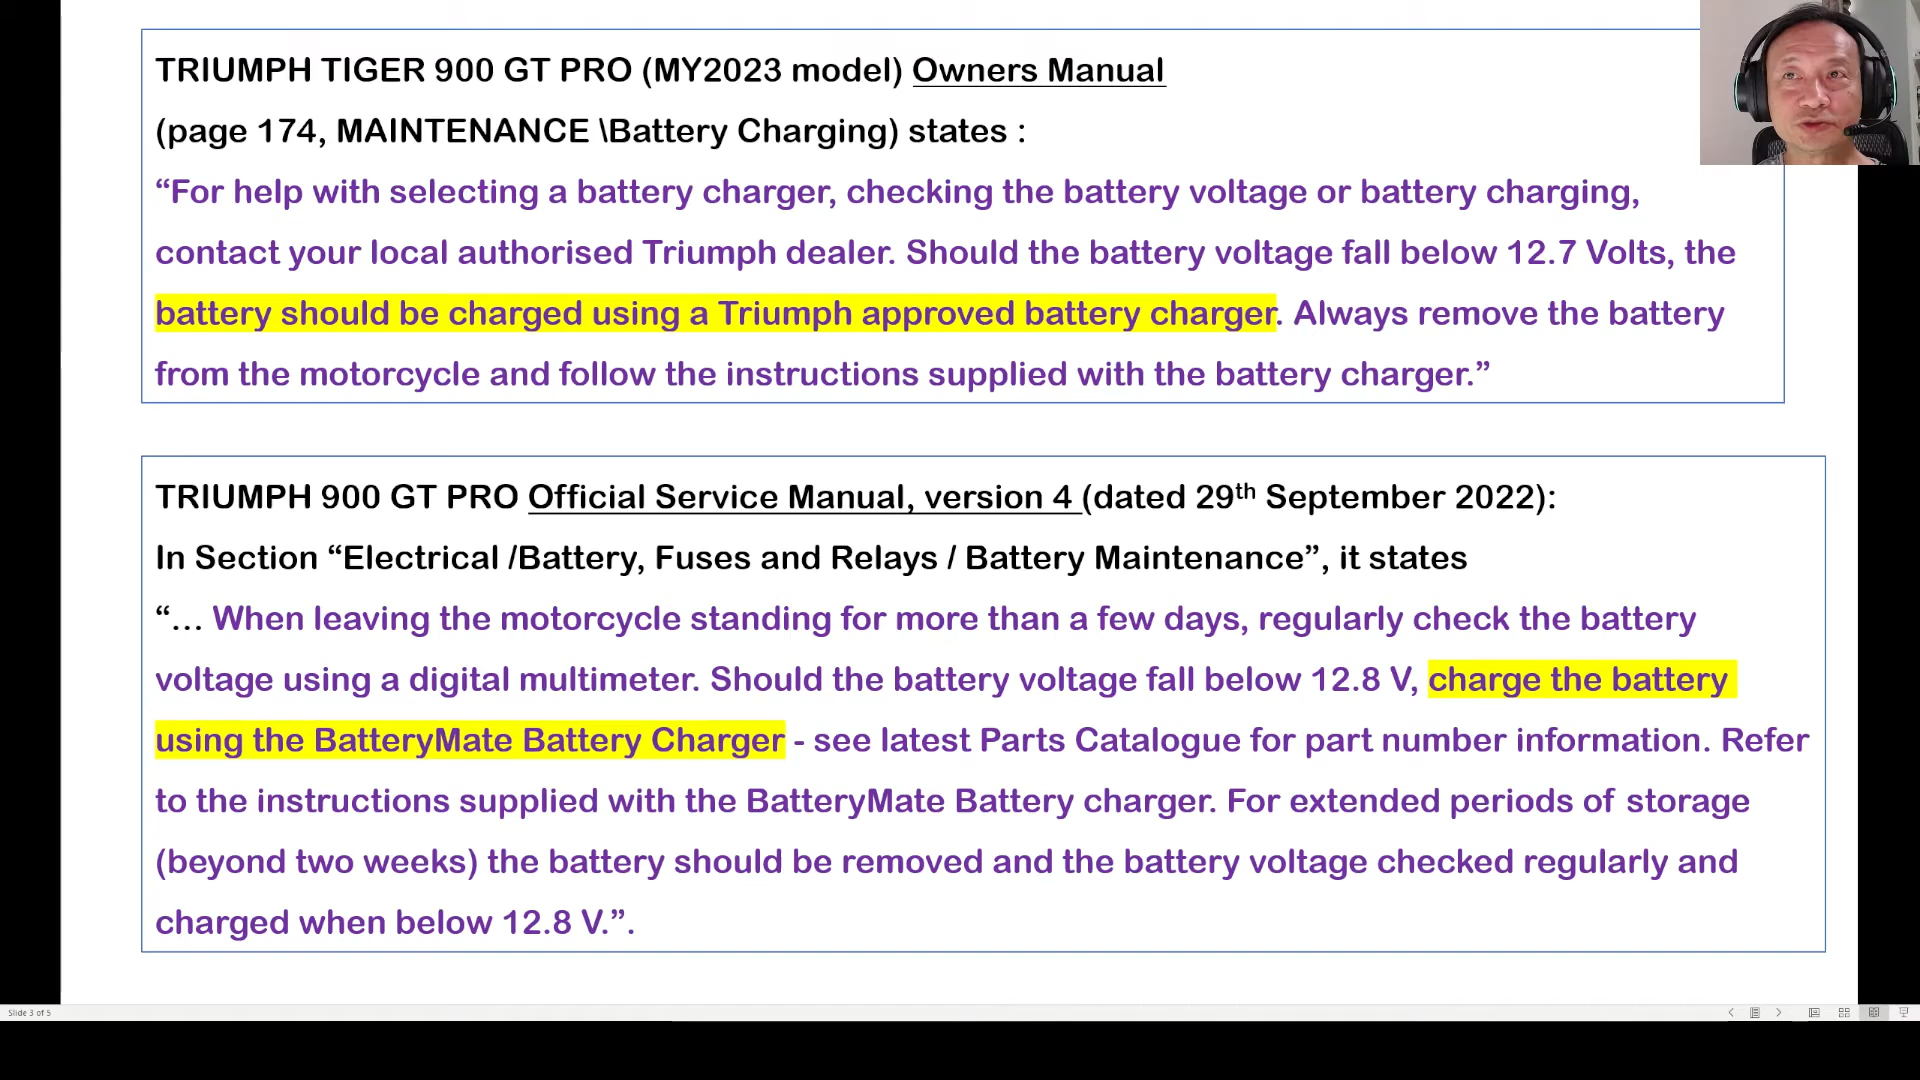 TRIUMPH TIGER 900 GT PRO (MY2023 model) Owners Manual
(page 174, MAINTENANCE \Battery Charging) states :
“For help with selecting a battery charger, checking the battery voltage or battery charging,
contact your local authorised Triumph dealer. Should the battery voltage fall below 12.7 Volts, the
battery should be charged using a Triumph approved battery charger. Always remove the battery
from the motorcycle and follow the instructions supplied with the battery charger.”
TRIUMPH 900 GT PRO Official Service Manual, version 4 (dated 29th September 2022):
In Section “Electrical /Battery, Fuses and Relays / Battery Maintenance”, it states
“… When leaving the motorcycle standing for more than a few days, regularly check the battery
voltage using a digital multimeter. Should the battery voltage fall below 12.8 V, charge the battery
using the BatteryMate Battery Charger - see latest Parts Catalogue for part number information. Refer
to the instructions supplied with the BatteryMate Battery charger. For extended periods of storage
(beyond two weeks) the battery should be removed and the battery voltage checked regularly and
charged when below 12.8 V.”.
Slide 3 of 5